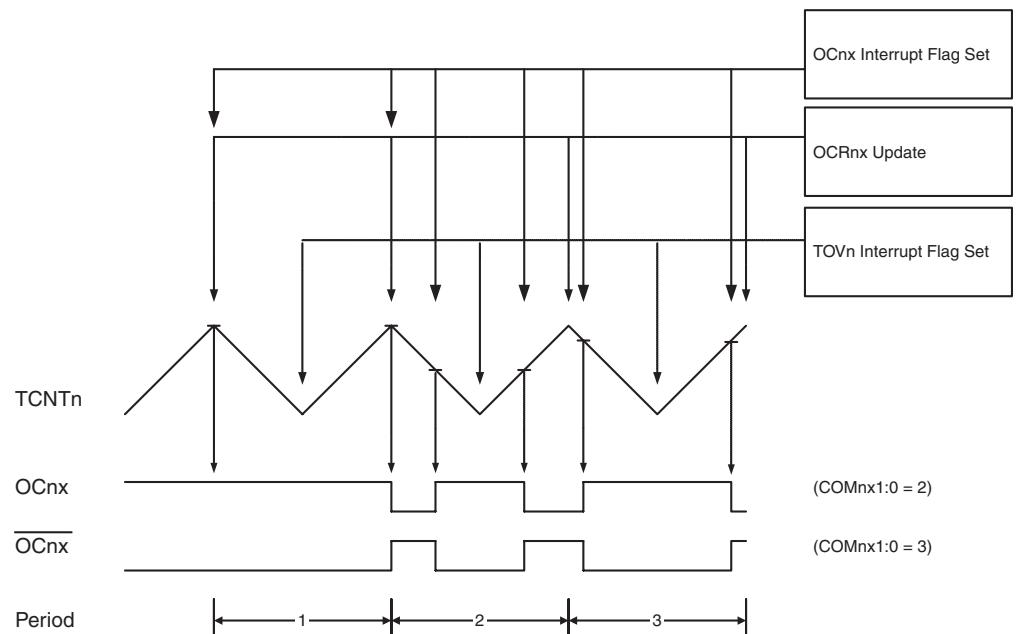 OCnx Interrupt Flag Set
OCRnx Update
TOVn Interrupt Flag Set
TCNTn
OCnx
(COMnx1:0 = 2)
OCnx
(COMnx1:0 = 3)
Period
1
2
3